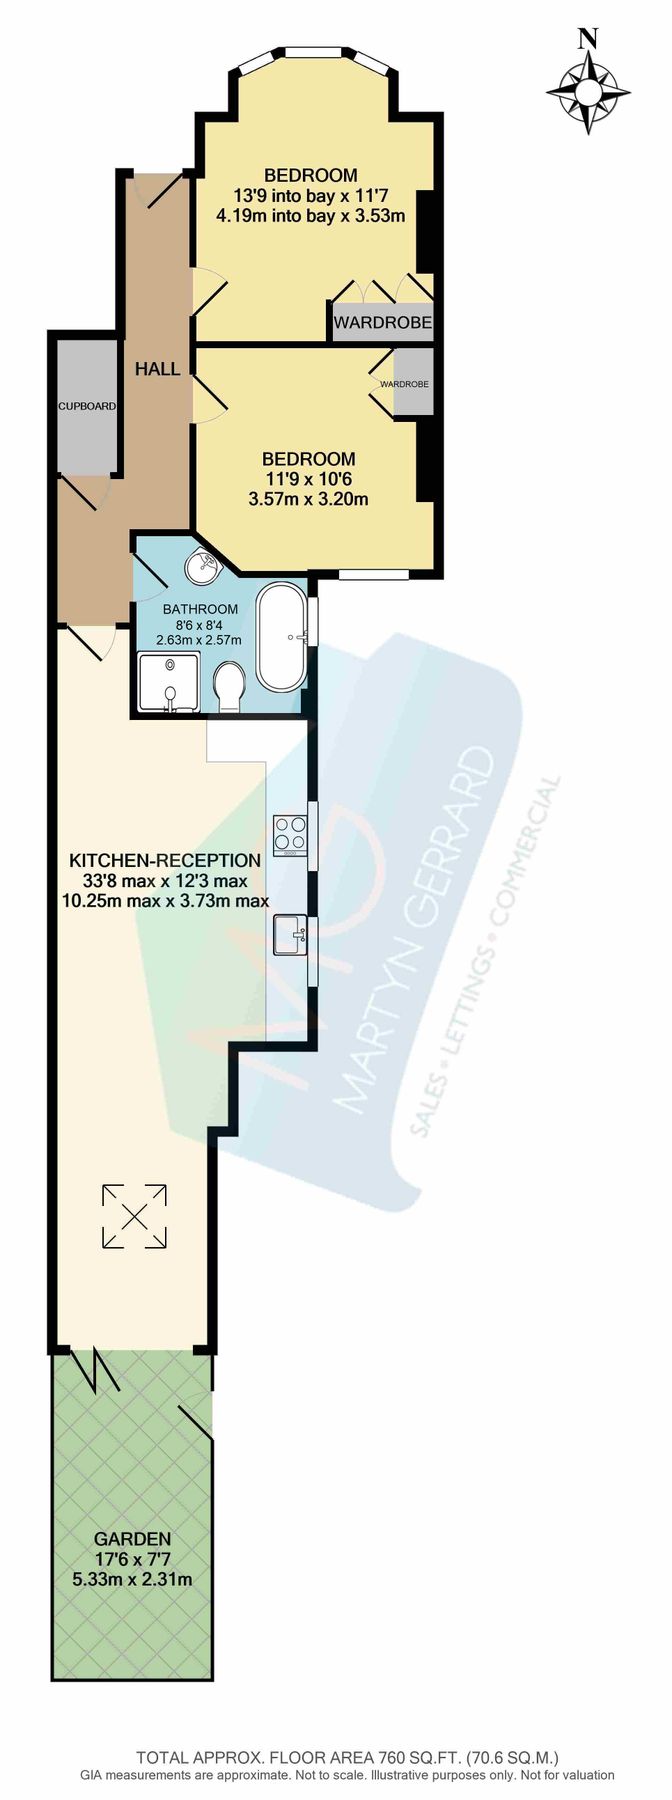 N
BEDROOM
13'9 into bay x 11'7
4.19m into bay x 3.53m
WARDROBE
HALL
WARDROBE
CUPBOARD
BEDROOM
11'9 x 10'6
3.57m x 3.20m
BATHROOM
8'6 x 8'4
2.63m x 2.57m
KITCHEN-RECEPTION
33'8 max x 12'3 max
10.25m max x 3.73m max
MG
MARTYN GERRARD
SALES • LETTINGS • COMMERCIAL
GARDEN
17'6 x 7'7
5.33m x 2.31m
TOTAL APPROX. FLOOR AREA 760 SQ.FT. (70.6 SQ.M.)
GIA measurements are approximate. Not to scale. Illustrative purposes only. Not for valuation